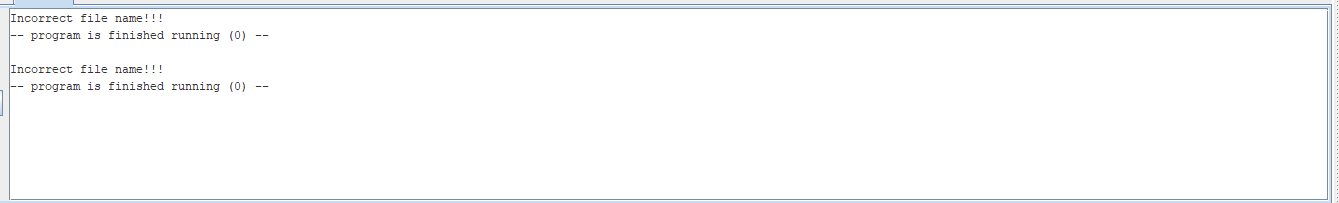 Incorrect file name!!!
-- program is finished running (0) --
Incorrect file name!!!
-- program is finished running (0) --